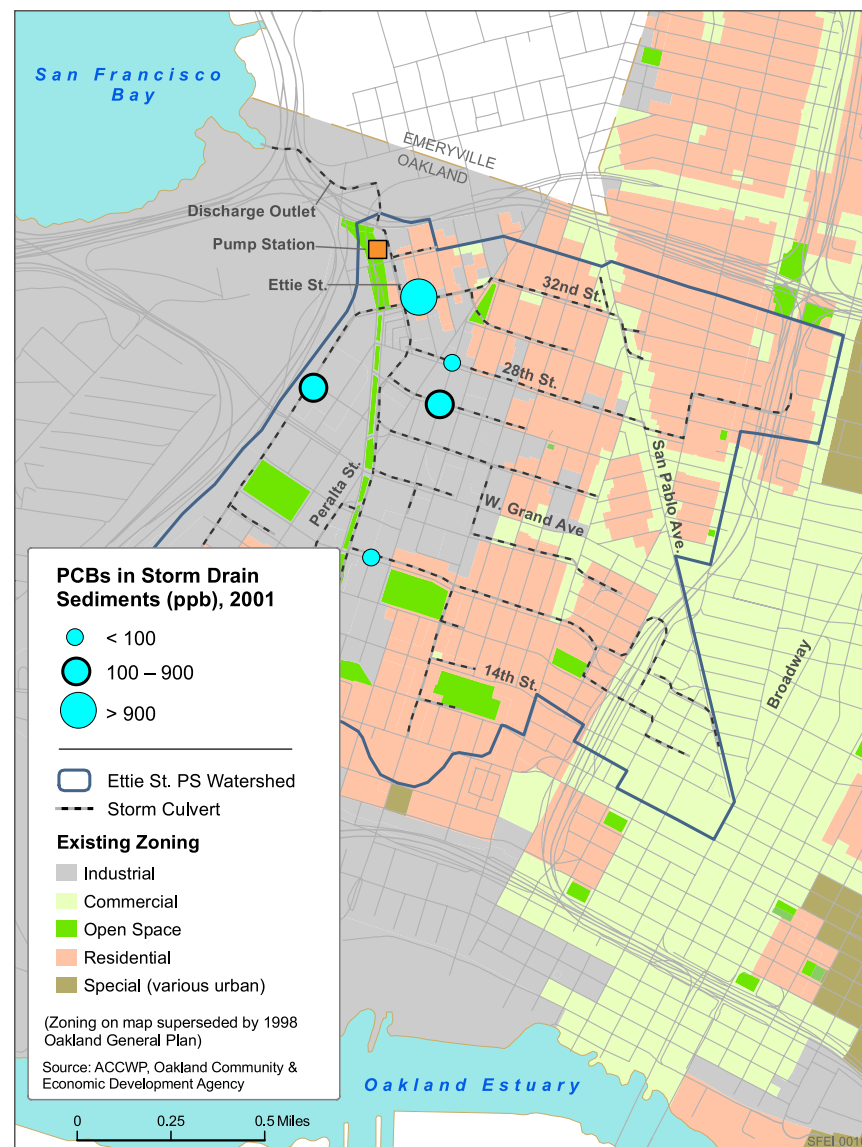 San Francisco
Bay
EMERYVILLE
OAKLAND
Discharge Outlet
Pump Station
Ettie St.
32nd St.
28th St.
Peralta St.
W. Grand Ave
San Pablo Ave.
14th St.
Broadway
PCBs in Storm Drain
Sediments (ppb), 2001
< 100
100 – 900
> 900
Ettie St. PS Watershed
Storm Culvert
Existing Zoning
Industrial
Commercial
Open Space
Residential
Special (various urban)
(Zoning on map superseded by 1998
Oakland General Plan)
Source: ACCWP, Oakland Community &
Economic Development Agency
Oakland Estuary
0 0.25 0.5 Miles
SFEI